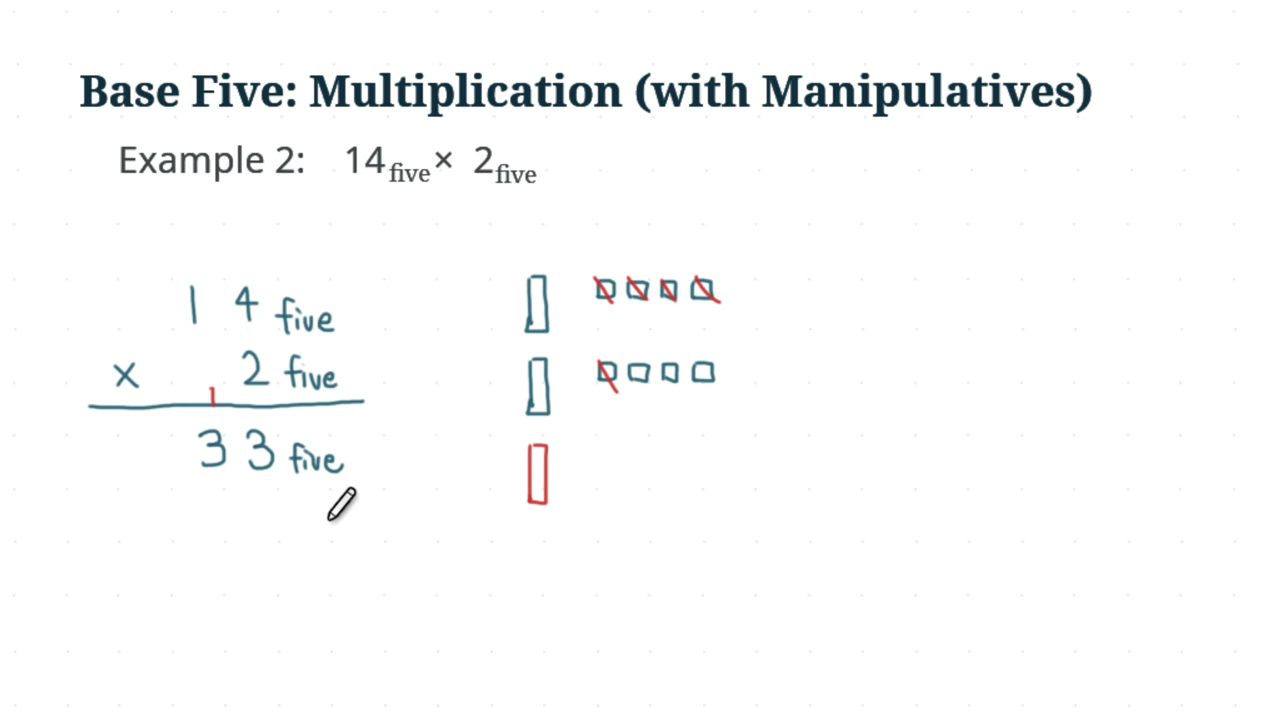 Base Five: Multiplication (with Manipulatives)
Example 2: 14five × 2five
1 4 five
x 2 five
1
3 3 five